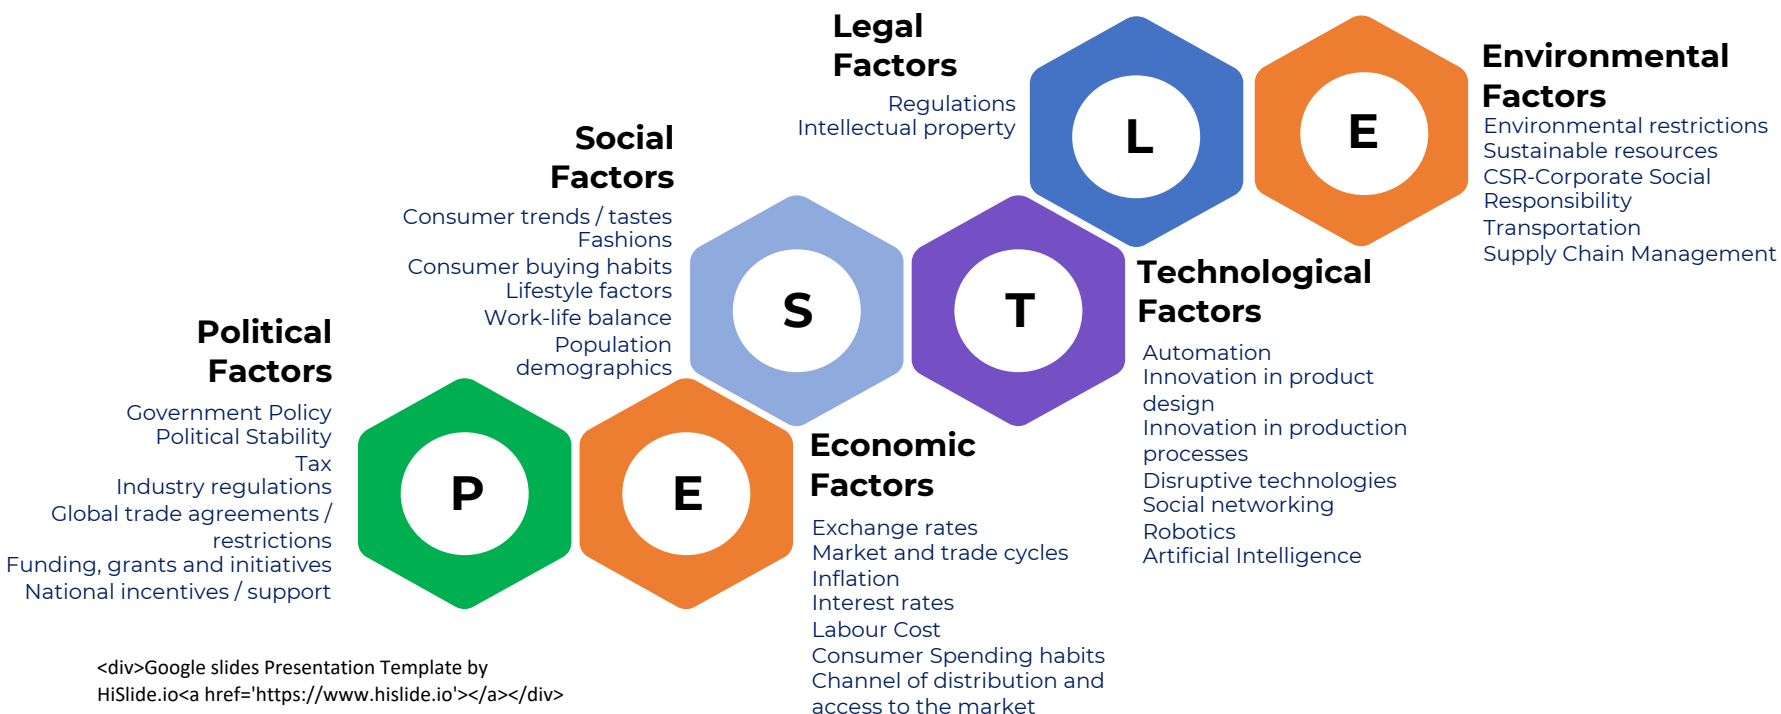 Political
Factors
Government Policy
Political Stability
Tax
Industry regulations
Global trade agreements /
restrictions
Funding, grants and initiatives
National incentives / support
P
E
Economic
Factors
Exchange rates
Market and trade cycles
Inflation
Interest rates
Labour Cost
Consumer Spending habits
Channel of distribution and
access to the market
Social
Factors
Consumer trends / tastes
Fashions
Consumer buying habits
Lifestyle factors
Work-life balance
Population
demographics
S
T
Technological
Factors
Automation
Innovation in product
design
Innovation in production
processes
Disruptive technologies
Social networking
Robotics
Artificial Intelligence
Legal
Factors
Regulations
Intellectual property
L
E
Environmental
Factors
Environmental restrictions
Sustainable resources
CSR-Corporate Social
Responsibility
Transportation
Supply Chain Management
<div>Google slides Presentation Template by
HiSlide.io<a href='https://www.hislide.io'></a></div>